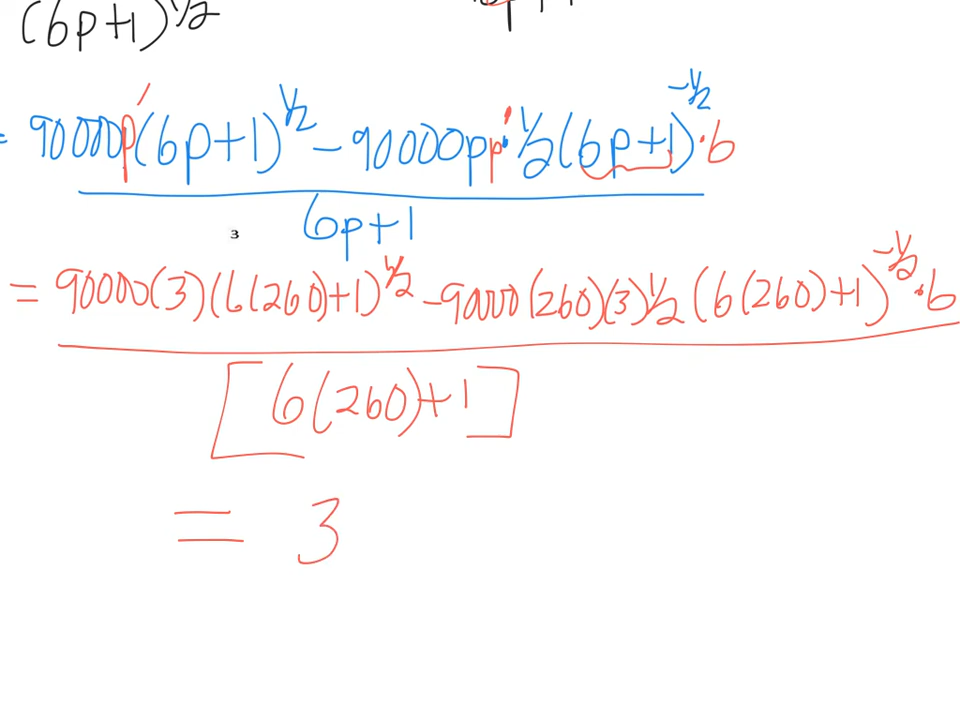 (6p+1)^1/2
= 90000p'(6p+1)^1/2 - 90000pp'·1/2(6p+1)^-1/2·6
6p+1
3
= 90000(3)(6(260)+1)^1/2 - 90000(260)(3)1/2(6(260)+1)^-1/2·6
[6(260)+1]
= 3